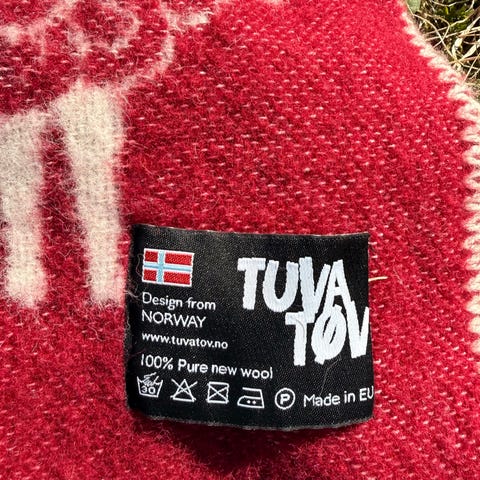 TUVA
TØV
Design from
NORWAY
www.tuvatov.no
100% Pure new wool
30
P
Made in EU